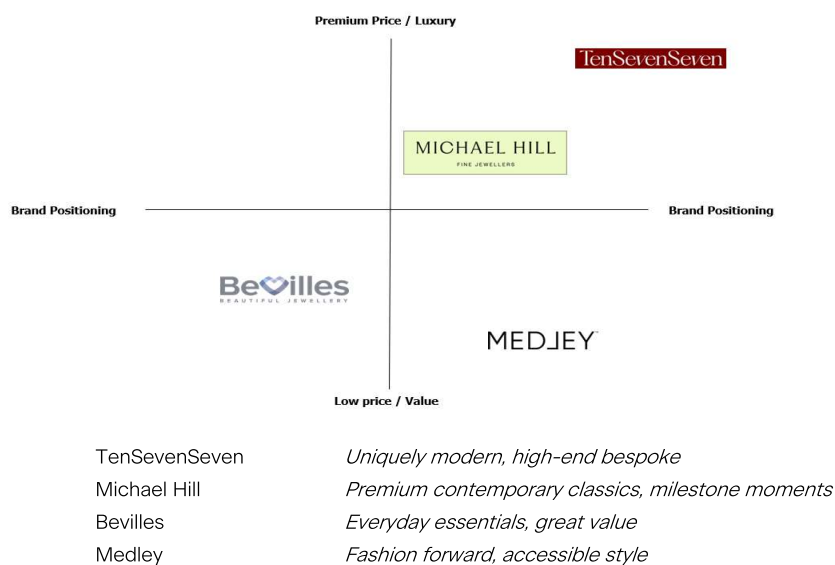 Premium Price / Luxury
TenSevenSeven
MICHAEL HILL
FINE JEWELLERS
Brand Positioning
Brand Positioning
Bevilles
BEAUTIFUL JEWELLERY
MEDLEY™
Low price / Value
TenSevenSeven Uniquely modern, high-end bespoke
Michael Hill Premium contemporary classics, milestone moments
Bevilles Everyday essentials, great value
Medley Fashion forward, accessible style